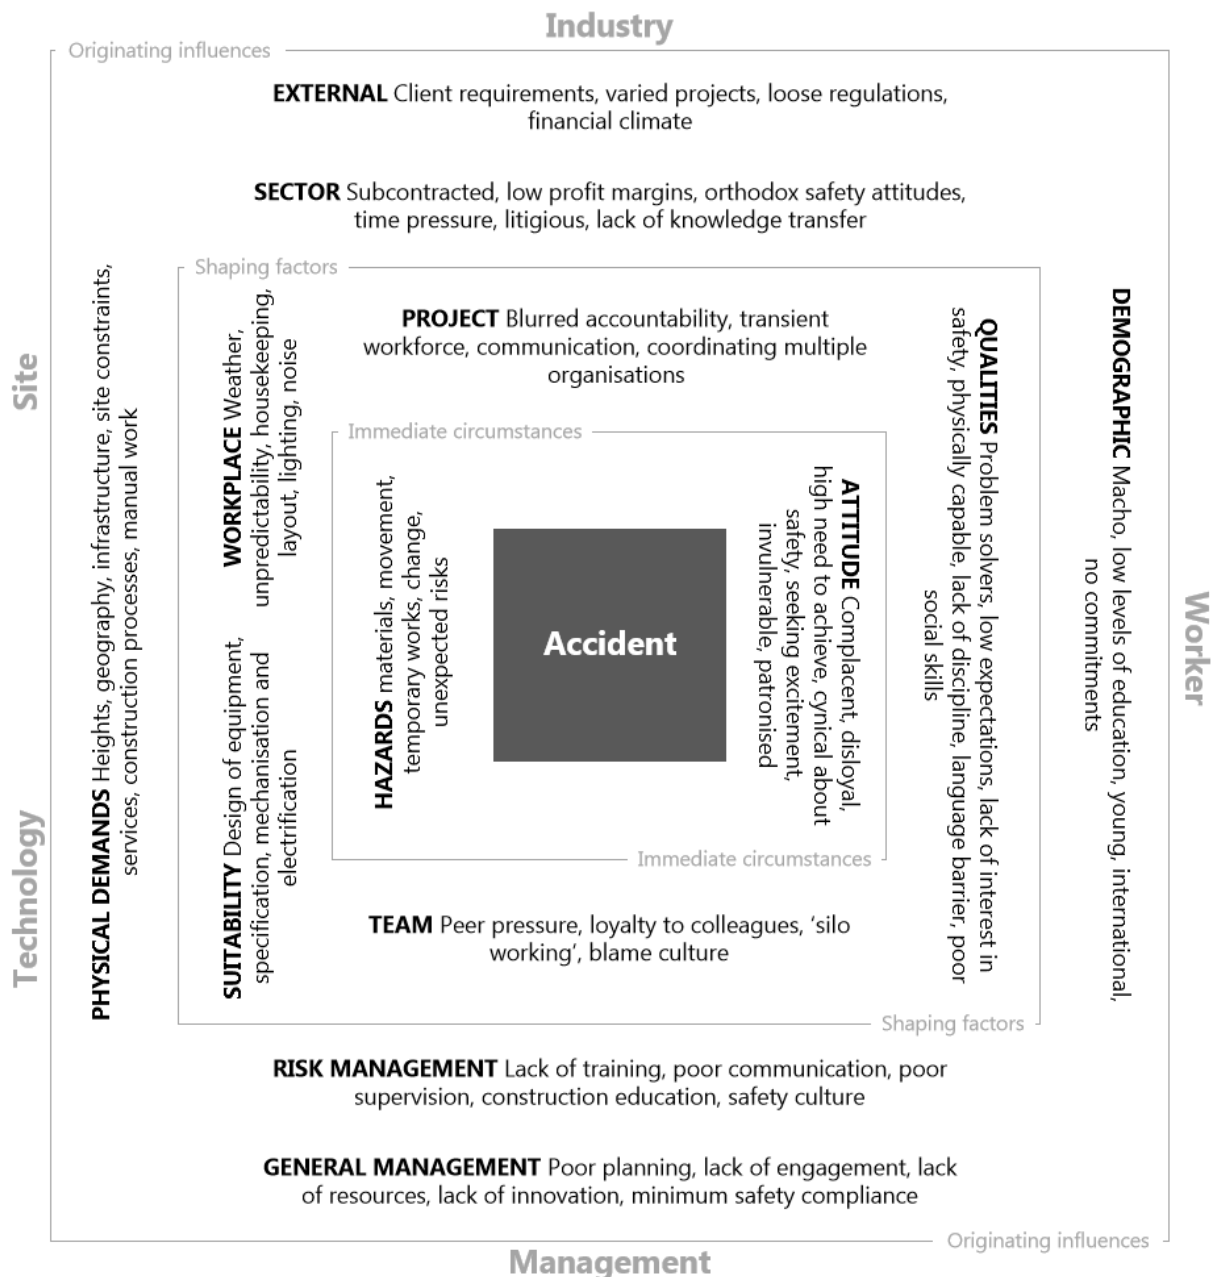 Industry
Originating influences
EXTERNAL Client requirements, varied projects, loose regulations,
financial climate
SECTOR Subcontracted, low profit margins, orthodox safety attitudes,
time pressure, litigious, lack of knowledge transfer
Site
Technology
PHYSICAL DEMANDS Heights, geography, infrastructure, site constraints,
services, construction processes, manual work
Shaping factors
WORKPLACE Weather,
unpredictability, housekeeping,
layout, lighting, noise
SUITABILITY Design of equipment,
specification, mechanisation and
electrification
PROJECT Blurred accountability, transient
workforce, communication, coordinating multiple
organisations
Immediate circumstances
HAZARDS materials, movement,
temporary works, change,
unexpected risks
Accident
ATTITUDE Complacent, disloyal,
high need to achieve, cynical about
safety, seeking excitement,
invulnerable, patronised
Immediate circumstances
QUALITIES Problem solvers, low expectations, lack of interest in
safety, physically capable, lack of discipline, language barrier, poor
social skills
DEMOGRAPHIC Macho, low levels of education, young, international,
no commitments
Worker
TEAM Peer pressure, loyalty to colleagues, ‘silo
working’, blame culture
Shaping factors
RISK MANAGEMENT Lack of training, poor communication, poor
supervision, construction education, safety culture
GENERAL MANAGEMENT Poor planning, lack of engagement, lack
of resources, lack of innovation, minimum safety compliance
Originating influences
Management